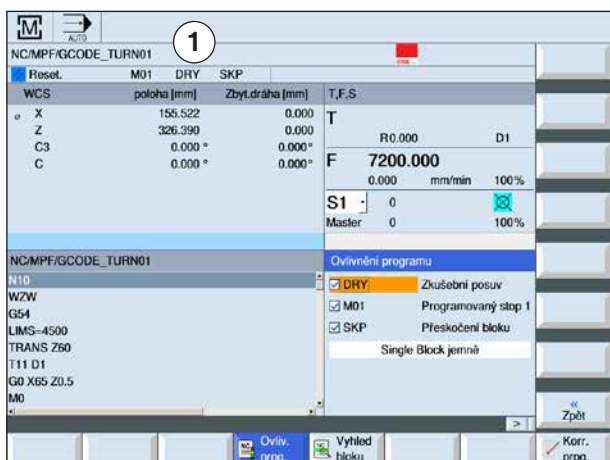 M
AUTO
1
NC/MPF/GCODE_TURN01
Reset. M01 DRY SKP
WCS poloha [mm] Zbyt.dráha [mm] T,F,S
X 155.522 0.000
Z 326.390 0.000
C3 0.000 ° 0.000°
C 0.000 ° 0.000°
T
R0.000 D1
F 7200.000
0.000 mm/min 100%
S1 0
Master 0 100%
NC/MPF/GCODE_TURN01
N10
WZW
G54
LIMS=4500
TRANS Z60
T11 D1
G0 X65 Z0.5
M0
Ovlivnění programu
DRY Zkušební posuv
M01 Programovaný stop 1
SKP Přeskočení bloku
Single Block jemně
«
Zpět
>
NC Ovliv. prog.
NC Vyhled bloku
Korr. prog.